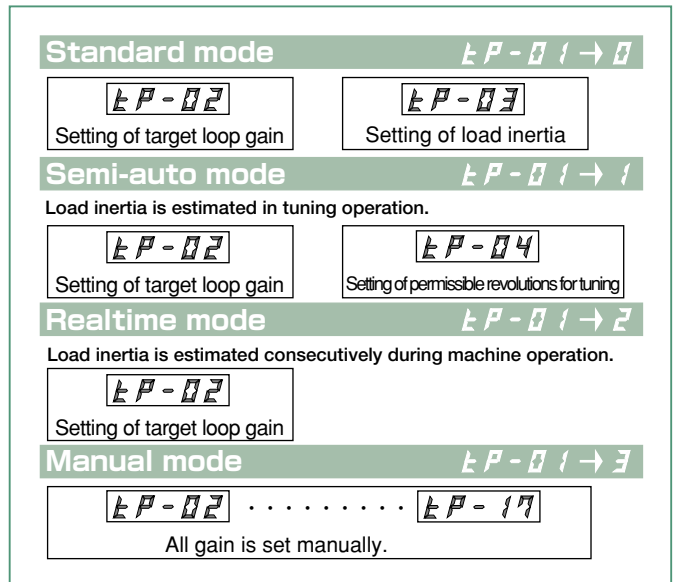 Standard mode tP-01→0
tP-02 tP-03
Setting of target loop gain Setting of load inertia
Semi-auto mode tP-01→1
Load inertia is estimated in tuning operation.
tP-02 tP-04
Setting of target loop gain Setting of permissible revolutions for tuning
Realtime mode tP-01→2
Load inertia is estimated consecutively during machine operation.
tP-02
Setting of target loop gain
Manual mode tP-01→3
tP-02 ········· tP-17
All gain is set manually.